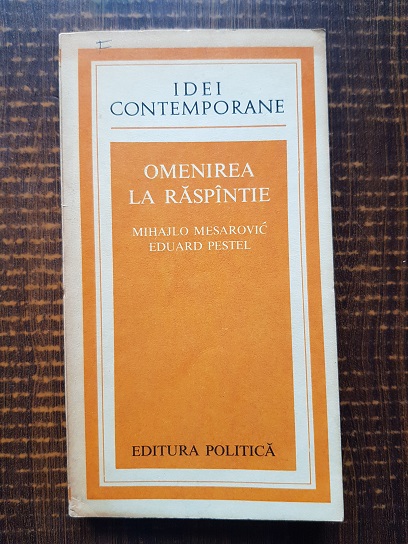 IDEI
CONTEMPORANE
OMENIREA
LA RĂSPÎNTIE
MIHAJLO MESAROVIĆ
EDUARD PESTEL
EDITURA POLITICĂ